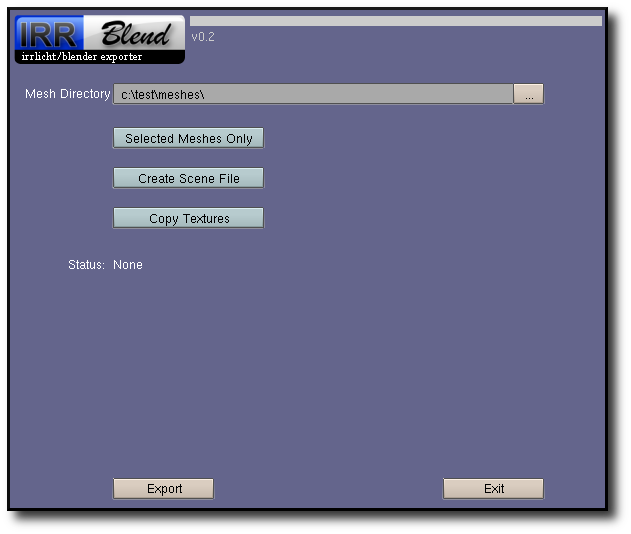 IRR Blend
irrlicht/blender exporter
v0.2
Mesh Directory c:\test\meshes\ ...
Selected Meshes Only
Create Scene File
Copy Textures
Status: None
Export Exit